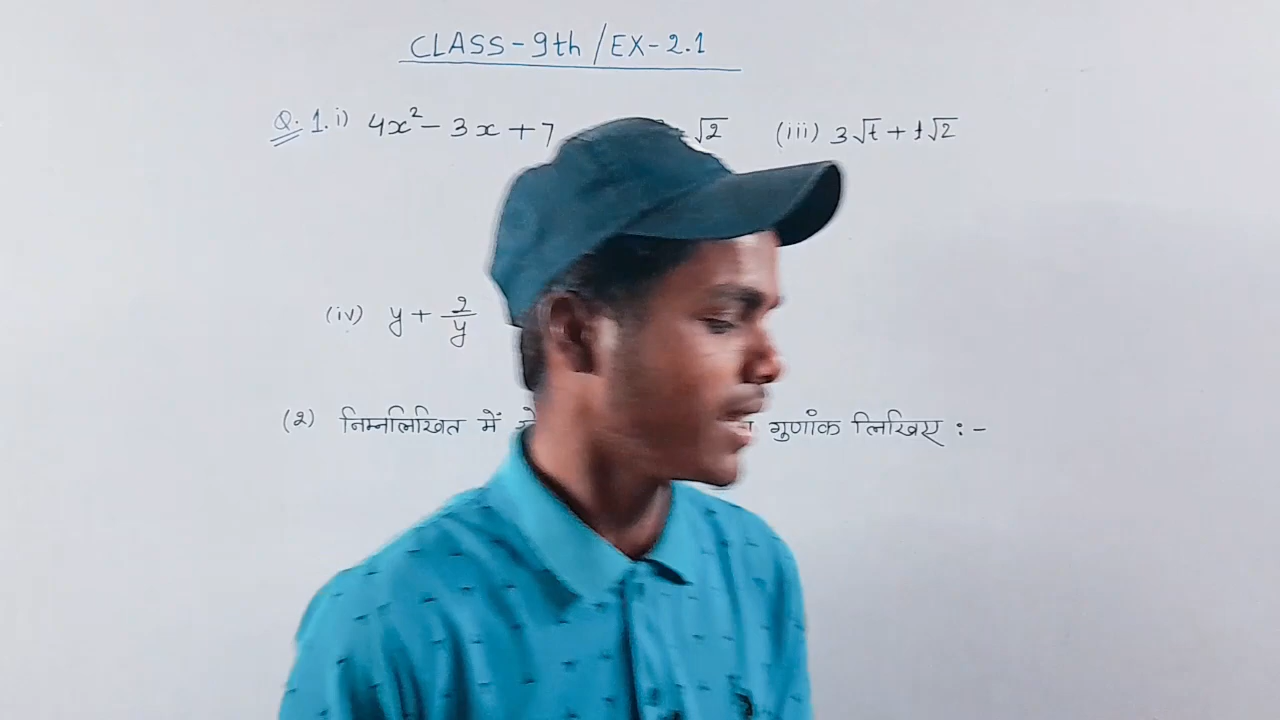 CLASS-9th / EX-2.1
Q. 1. i) 4x² - 3x + 7 - √2 (iii) 3√t + t√2
(iv) y + 2/y
(2) निम्नलिखित में गुणांक लिखिए :-